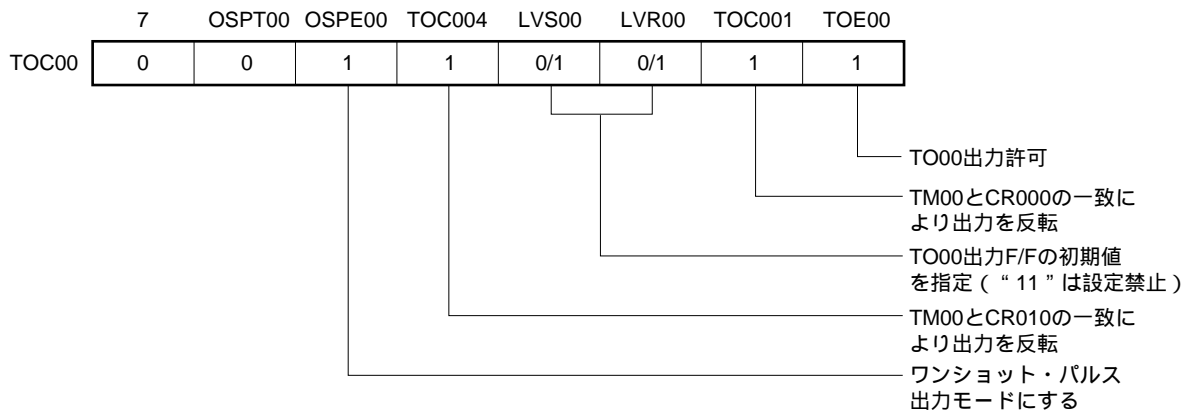 7 OSPT00 OSPE00 TOC004 LVS00 LVR00 TOC001 TOE00
TOC00 0 0 1 1 0/1 0/1 1 1
TO00出力許可
TM00とCR000の一致に
より出力を反転
TO00出力F/Fの初期値
を指定（“11”は設定禁止）
TM00とCR010の一致に
より出力を反転
ワンショット・パルス
出力モードにする